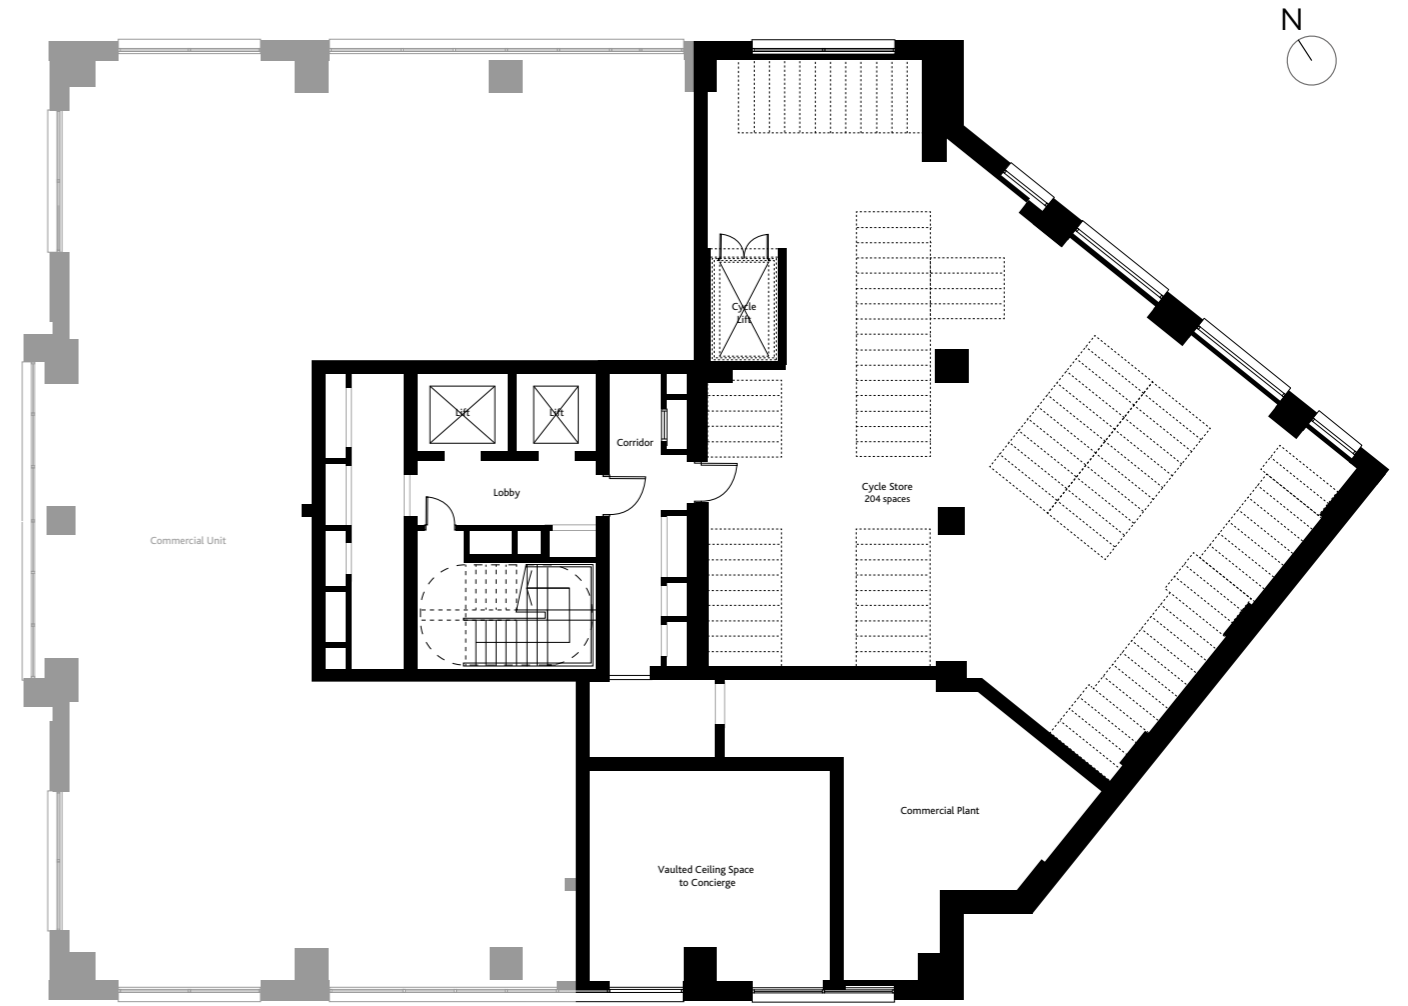 N
Cycle
Lift
Lift
Lift
Corridor
Lobby
Cycle Store
204 spaces
Commercial Unit
Commercial Plant
Vaulted Ceiling Space
to Concierge